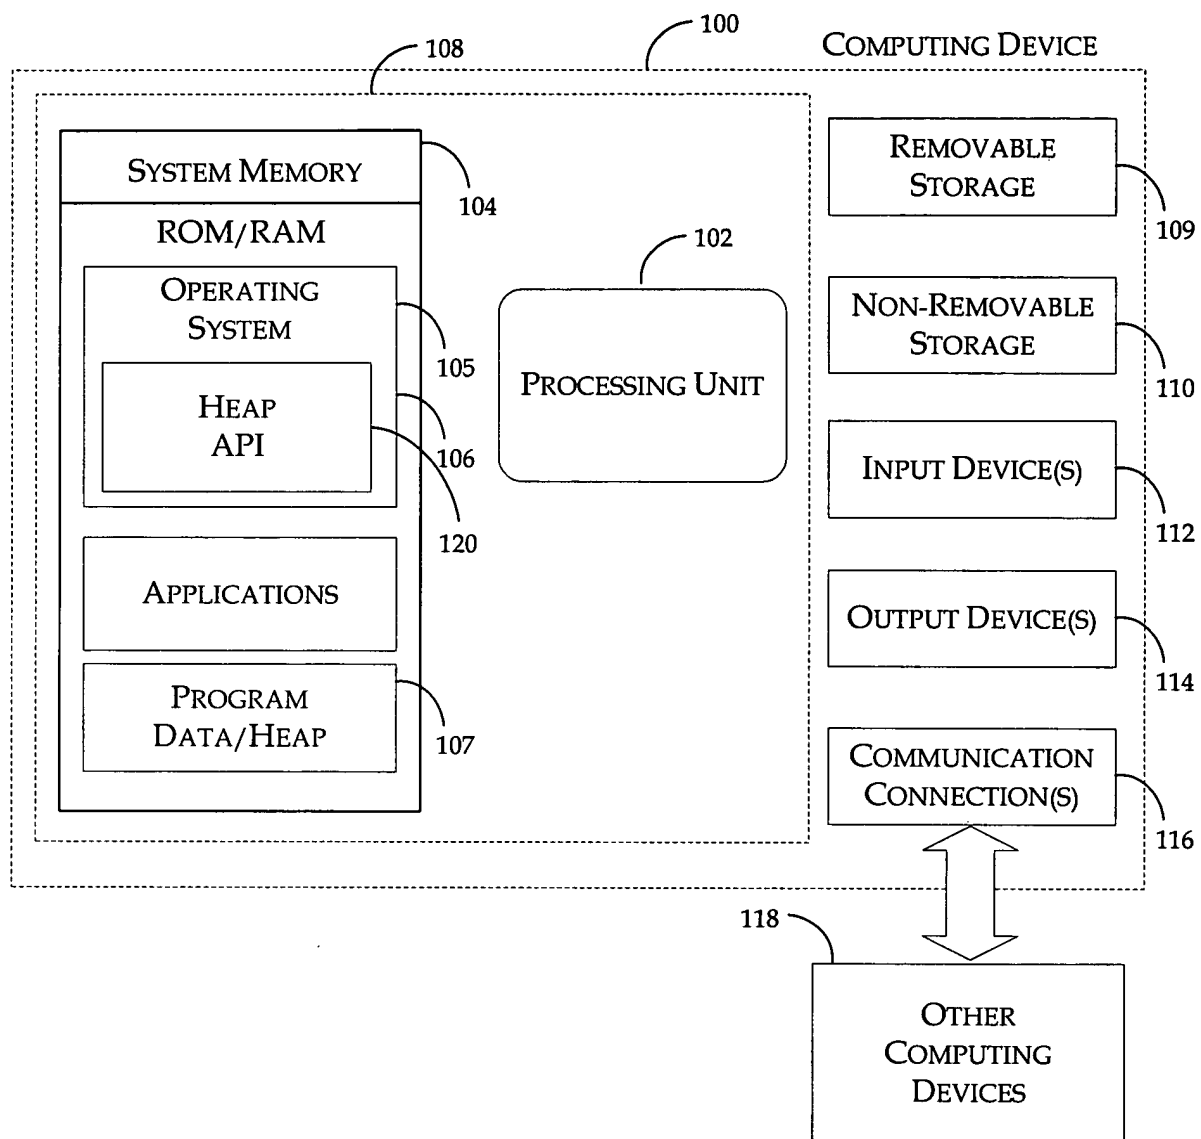 100
COMPUTING DEVICE
108
SYSTEM MEMORY
104
ROM/RAM
OPERATING
SYSTEM
105
HEAP
API
106
120
APPLICATIONS
PROGRAM
DATA/HEAP
107
102
PROCESSING UNIT
REMOVABLE
STORAGE
109
NON-REMOVABLE
STORAGE
110
INPUT DEVICE(S)
112
OUTPUT DEVICE(S)
114
COMMUNICATION
CONNECTION(S)
116
118
OTHER
COMPUTING
DEVICES